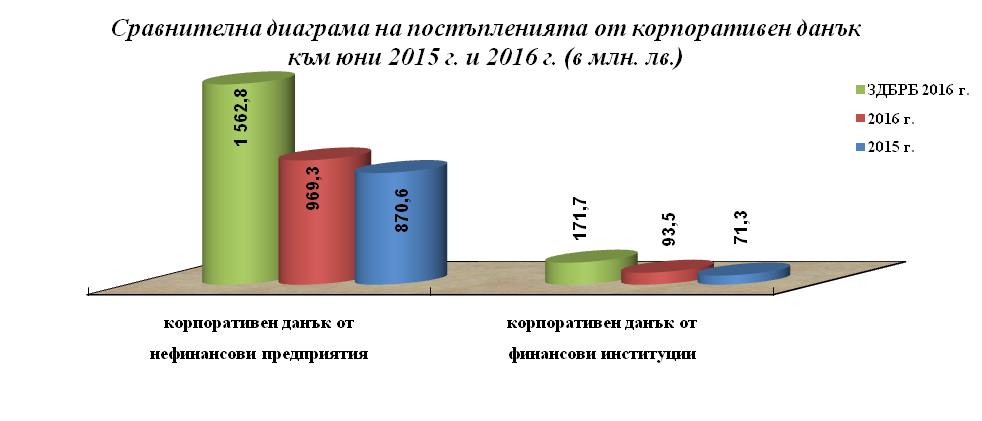 Сравнителна диаграма на постъпленията от корпоративен данък
към юни 2015 г. и 2016 г. (в млн. лв.)
ЗДБРБ 2016 г.
2016 г.
2015 г.
1 562,8
969,3
870,6
171,7
93,5
71,3
корпоративен данък от
нефинансови предприятия
корпоративен данък от
финансови институции